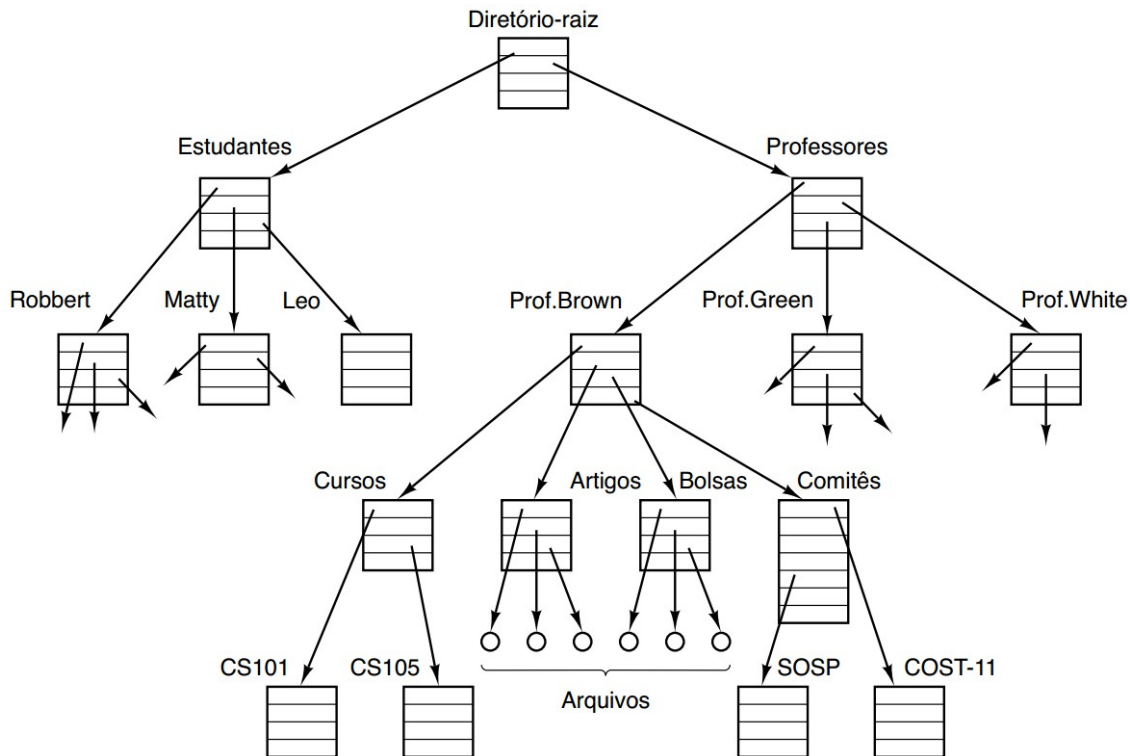 Diretório-raiz
Estudantes
Professores
Robbert
Matty
Leo
Prof.Brown
Prof.Green
Prof.White
Cursos
Artigos
Bolsas
Comitês
CS101
CS105
Arquivos
SOSP
COST-11